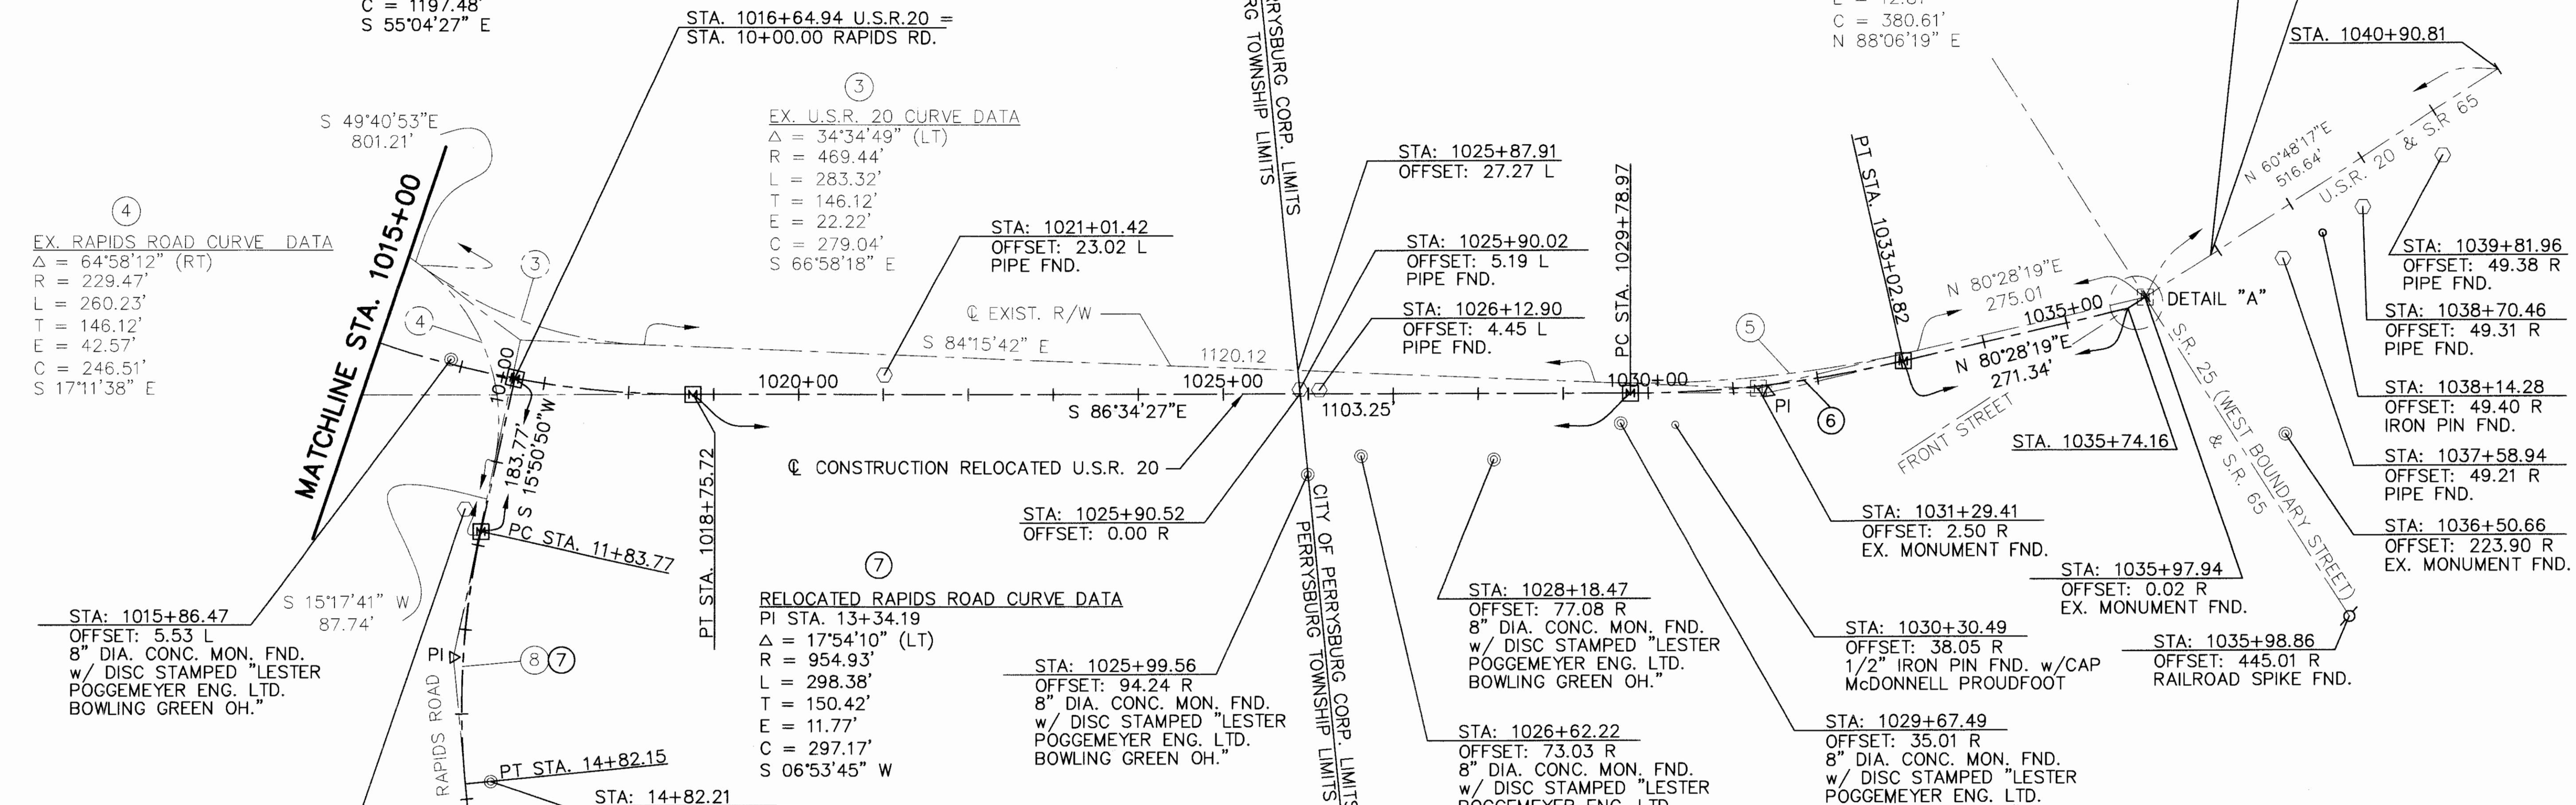 C = 1197.48'
S 55°04'27" E
STA. 1016+64.94 U.S.R.20 =
STA. 10+00.00 RAPIDS RD.
S 49°40'53"E
801.21'
MATCHLINE STA. 1015+00
4
EX. RAPIDS ROAD CURVE DATA
Δ = 64°58'12" (RT)
R = 229.47'
L = 260.23'
T = 146.12'
E = 42.57'
C = 246.51'
S 17°11'38" E
3
EX. U.S.R. 20 CURVE DATA
Δ = 34°34'49" (LT)
R = 469.44'
L = 283.32'
T = 146.12'
E = 22.22'
C = 279.04'
S 66°58'18" E
3
4
10+00
M
183.77'
S 15°50'50"W
M
PC STA. 11+83.77
S 15°17'41" W
87.74'
STA: 1015+86.47
OFFSET: 5.53 L
8" DIA. CONC. MON. FND.
w/ DISC STAMPED "LESTER
POGGEMEYER ENG. LTD.
BOWLING GREEN OH."
PI
8
7
RAPIDS ROAD
PT STA. 14+82.15
STA: 14+82.21
M
PT STA. 1018+75.72
1020+00
STA: 1021+01.42
OFFSET: 23.02 L
PIPE FND.
℄ EXIST. R/W
S 84°15'42" E
1120.12
1025+00
S 86°34'27"E
1103.25'
℄ CONSTRUCTION RELOCATED U.S.R. 20
7
RELOCATED RAPIDS ROAD CURVE DATA
PI STA. 13+34.19
Δ = 17°54'10" (LT)
R = 954.93'
L = 298.38'
T = 150.42'
E = 11.77'
C = 297.17'
S 06°53'45" W
RRYSBURG CORP. LIMITS
RG TOWNSHIP LIMITS
STA: 1025+87.91
OFFSET: 27.27 L
STA: 1025+90.02
OFFSET: 5.19 L
PIPE FND.
STA: 1026+12.90
OFFSET: 4.45 L
PIPE FND.
STA: 1025+90.52
OFFSET: 0.00 R
STA: 1025+99.56
OFFSET: 94.24 R
8" DIA. CONC. MON. FND.
w/ DISC STAMPED "LESTER
POGGEMEYER ENG. LTD.
BOWLING GREEN OH."
CITY OF PERRYSBURG CORP. LIMITS
PERRYSBURG TOWNSHIP LIMITS
STA: 1028+18.47
OFFSET: 77.08 R
8" DIA. CONC. MON. FND.
w/ DISC STAMPED "LESTER
POGGEMEYER ENG. LTD.
BOWLING GREEN OH."
STA: 1026+62.22
OFFSET: 73.03 R
8" DIA. CONC. MON. FND.
w/ DISC STAMPED "LESTER
POGGEMEYER ENG. LTD.
PC STA. 1029+78.97
1030+00
M
5
PI
6
PT STA. 1033+02.82
M
N 80°28'19"E
275.01
1035+00
N 80°28'19"E
271.34'
FRONT STREET
STA. 1035+74.16
STA: 1031+29.41
OFFSET: 2.50 R
EX. MONUMENT FND.
STA: 1030+30.49
OFFSET: 38.05 R
1/2" IRON PIN FND. w/CAP
McDONNELL PROUDFOOT
STA: 1029+67.49
OFFSET: 35.01 R
8" DIA. CONC. MON. FND.
w/ DISC STAMPED "LESTER
POGGEMEYER ENG. LTD.
C = 380.61'
N 88°06'19" E
STA. 1040+90.81
N 60°48'17"E
516.64'
U.S.R. 20 & S.R 65
DETAIL "A"
S.R. 25 (WEST BOUNDARY STREET)
& S.R. 65
STA: 1039+81.96
OFFSET: 49.38 R
PIPE FND.
STA: 1038+70.46
OFFSET: 49.31 R
PIPE FND.
STA: 1038+14.28
OFFSET: 49.40 R
IRON PIN FND.
STA: 1037+58.94
OFFSET: 49.21 R
PIPE FND.
STA: 1036+50.66
OFFSET: 223.90 R
EX. MONUMENT FND.
STA: 1035+97.94
OFFSET: 0.02 R
EX. MONUMENT FND.
STA: 1035+98.86
OFFSET: 445.01 R
RAILROAD SPIKE FND.